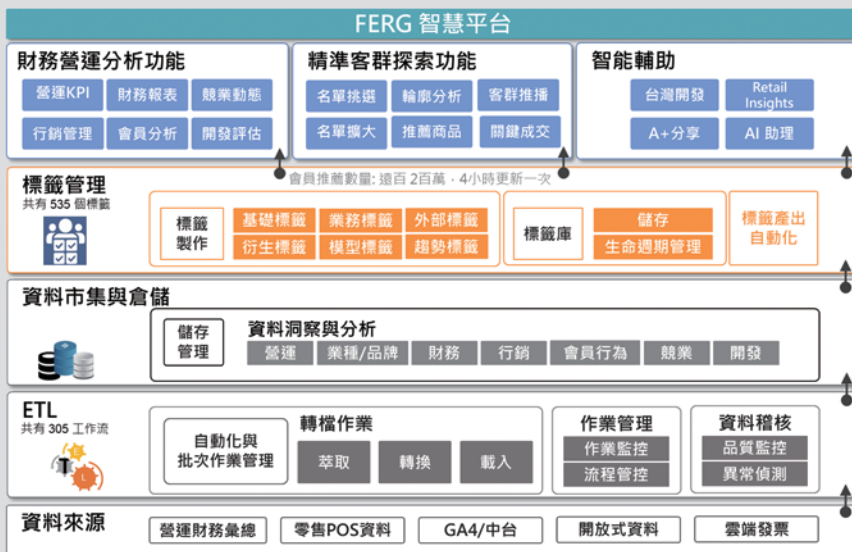 FERG 智慧平台
財務營運分析功能
營運KPI 財務報表 競業動態
行銷管理 會員分析 開發評估
精準客群探索功能
名單挑選 輪廓分析 客群推播
名單擴大 推薦商品 關鍵成交
智能輔助
台灣開發 Retail Insights
A+分享 AI 助理
會員推薦數量: 遠百 2百萬，4小時更新一次
標籤管理
共有 535 個標籤
標籤
製作
基礎標籤 業務標籤 外部標籤
衍生標籤 模型標籤 趨勢標籤
標籤庫
儲存
生命週期管理
標籤產出
自動化
資料市集與倉儲
儲存
管理
資料洞察與分析
營運 業種/品牌 財務 行銷 會員行為 競業 開發
ETL
共有 305 工作流
T E L
自動化與
批次作業管理
轉檔作業
萃取 轉換 載入
作業管理
作業監控
流程管控
資料稽核
品質監控
異常偵測
資料來源
營運財務彙總 零售POS資料 GA4/中台 開放式資料 雲端發票